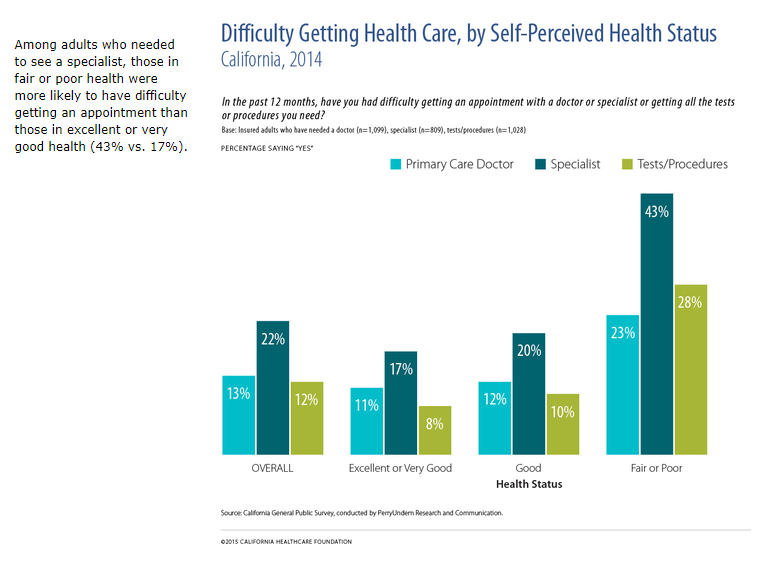 Difficulty Getting Health Care, by Self-Perceived Health Status
California, 2014
Among adults who needed
to see a specialist, those in
fair or poor health were
more likely to have difficulty
getting an appointment than
those in excellent or very
good health (43% vs. 17%).
In the past 12 months, have you had difficulty getting an appointment with a doctor or specialist or getting all the tests
or procedures you need?
Base: Insured adults who have needed a doctor (n=1,099), specialist (n=809), tests/procedures (n=1,028)
PERCENTAGE SAYING "YES"
Primary Care Doctor Specialist Tests/Procedures
13% 22% 12%
11% 17% 8%
12% 20% 10%
23% 43% 28%
OVERALL Excellent or Very Good Good Fair or Poor
Health Status
Source: California General Public Survey, conducted by PerryUndem Research and Communication.
©2015 CALIFORNIA HEALTHCARE FOUNDATION